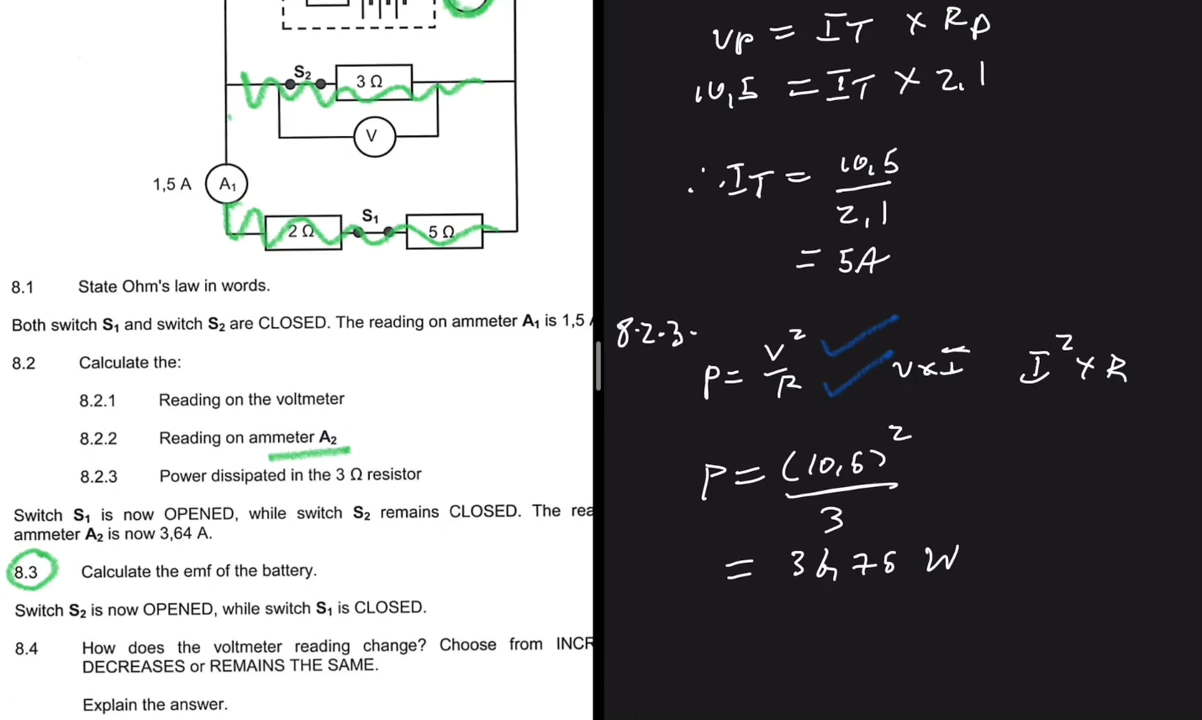 S₂
3 Ω
V
1,5 A
A₁
2 Ω
S₁
5 Ω
8.1 State Ohm's law in words.
Both switch S₁ and switch S₂ are CLOSED. The reading on ammeter A₁ is 1,5
8.2 Calculate the:
8.2.1 Reading on the voltmeter
8.2.2 Reading on ammeter A₂
8.2.3 Power dissipated in the 3 Ω resistor
Switch S₁ is now OPENED, while switch S₂ remains CLOSED. The rea
ammeter A₂ is now 3,64 A.
8.3 Calculate the emf of the battery.
Switch S₂ is now OPENED, while switch S₁ is CLOSED.
8.4 How does the voltmeter reading change? Choose from INCR
DECREASES or REMAINS THE SAME.
Explain the answer.
Vp = IT × Rp
10,5 = IT × 2,1
∴ IT = 10,5 / 2,1
= 5A
8.2.3.
P = V² / R V × I I² × R
P = (10,5)² / 3
= 36,75 W